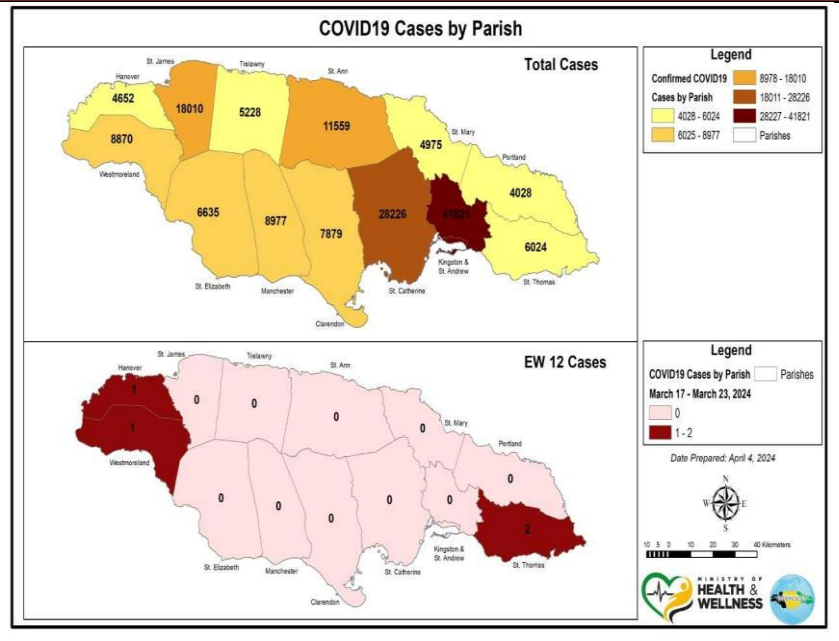 COVID19 Cases by Parish
Total Cases
St. James
Trelawny
St. Ann
Hanover
4652
18010
5228
11559
4975
St. Mary
Portland
8870
4028
Westmoreland
6635
8977
7879
28226
41821
6024
Kingston &
St. Andrew
St. Thomas
St. Elizabeth
Manchester
St. Catherine
Clarendon
Legend
Confirmed COVID19
Cases by Parish
4028 - 6024
6025 - 8977
8978 - 18010
18011 - 28226
28227 - 41821
Parishes
EW 12 Cases
St. James
Trelawny
St. Ann
Hanover
1
0
0
0
0
St. Mary
Portland
1
0
Westmoreland
0
0
0
0
0
2
Kingston &
St. Andrew
St. Thomas
St. Elizabeth
Manchester
St. Catherine
Clarendon
Legend
COVID19 Cases by Parish
Parishes
March 17 - March 23, 2024
0
1 - 2
Date Prepared: April 4, 2024
N
W E
S
10 5 0 10 20 30 40 Kilometers
MINISTRY OF
HEALTH &
WELLNESS